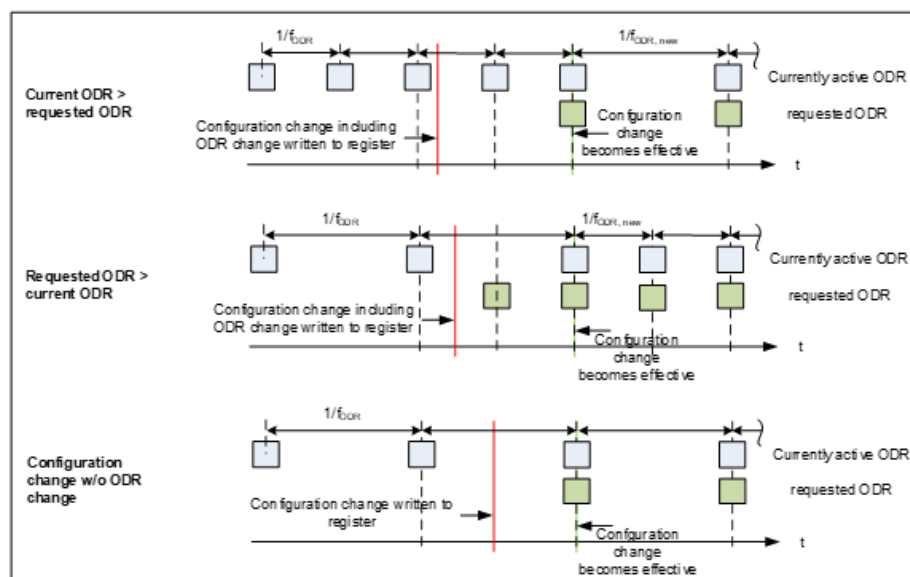 1/fODR
1/fODR, new
Current ODR >
requested ODR
Currently active ODR
requested ODR
Configuration change including
ODR change written to register
Configuration
change
becomes effective
t
1/fODR
1/fODR, new
Requested ODR >
current ODR
Currently active ODR
requested ODR
Configuration change including
ODR change written to register
Configuration
change
becomes effective
t
1/fODR
Configuration
change w/o ODR
change
Currently active ODR
requested ODR
Configuration change written to
register
Configuration
change
becomes effective
t